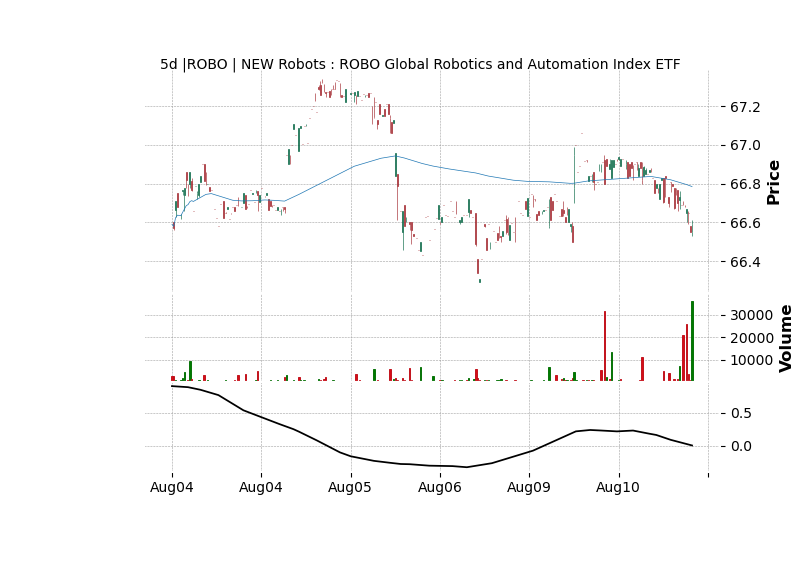 5d |ROBO | NEW Robots : ROBO Global Robotics and Automation Index ETF
67.2
67.0
66.8
66.6
66.4
Price
30000
20000
10000
Volume
0.5
0.0
Aug04 Aug04 Aug05 Aug06 Aug09 Aug10